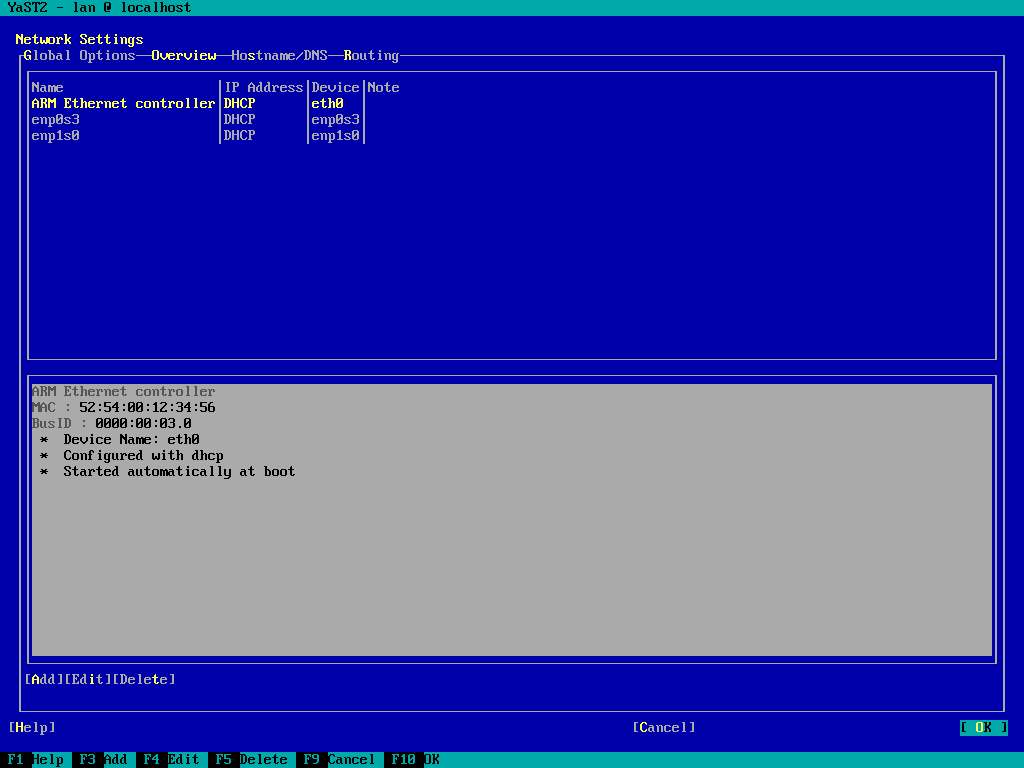 YaST2 - lan @ localhost
Network Settings
Global Options Overview Hostname/DNS Routing
Name IP Address Device Note
ARM Ethernet controller DHCP eth0
enp0s3 DHCP enp0s3
enp1s0 DHCP enp1s0
ARM Ethernet controller
MAC : 52:54:00:12:34:56
BusID : 0000:00:03.0
* Device Name: eth0
* Configured with dhcp
* Started automatically at boot
[Add][Edit][Delete]
[Help] [Cancel] [ OK ]
F1 Help F3 Add F4 Edit F5 Delete F9 Cancel F10 OK